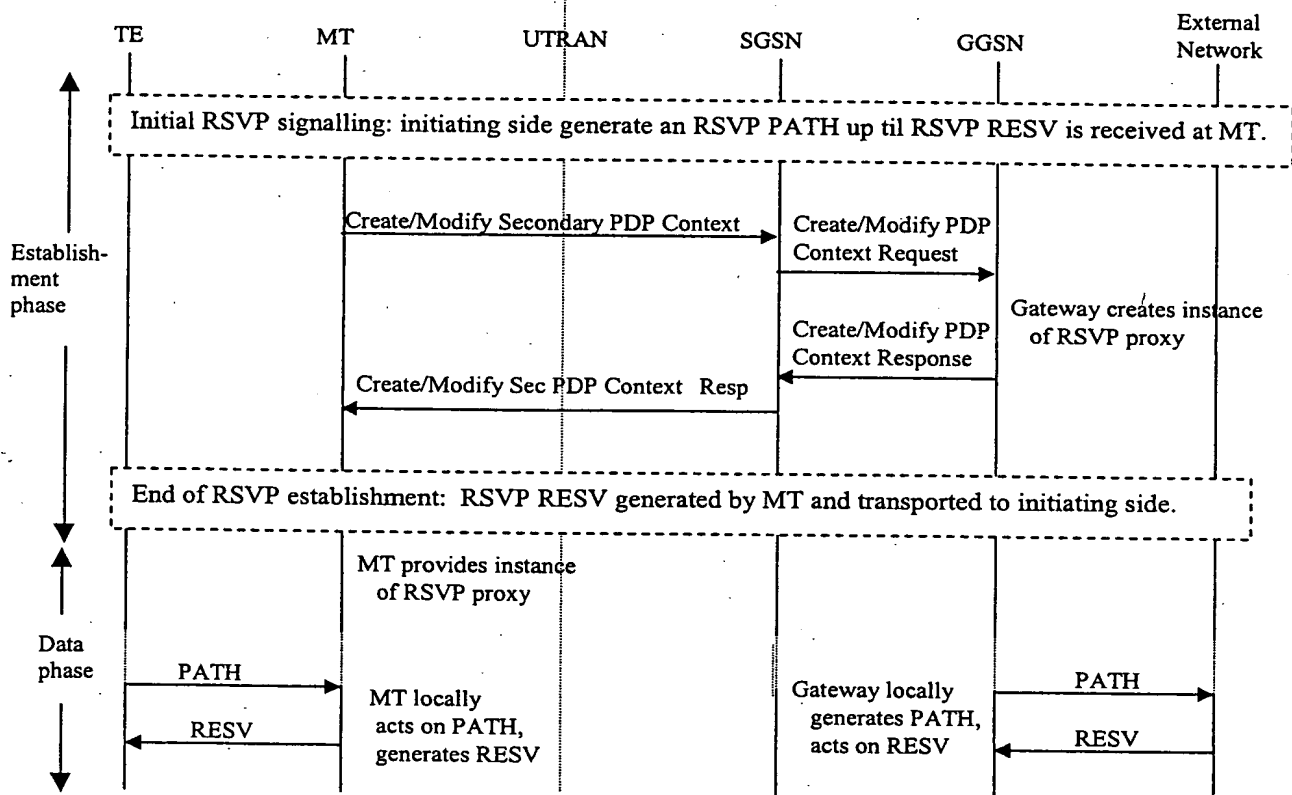 TE
MT
UTRAN
SGSN
GGSN
External
Network
Initial RSVP signalling: initiating side generate an RSVP PATH up til RSVP RESV is received at MT.
Create/Modify Secondary PDP Context
Create/Modify PDP
Context Request
Establish-
ment
phase
Gateway creates instance
of RSVP proxy
Create/Modify PDP
Context Response
Create/Modify Sec PDP Context Resp
End of RSVP establishment: RSVP RESV generated by MT and transported to initiating side.
MT provides instance
of RSVP proxy
Data
phase
PATH
RESV
MT locally
acts on PATH,
generates RESV
Gateway locally
generates PATH,
acts on RESV
PATH
RESV